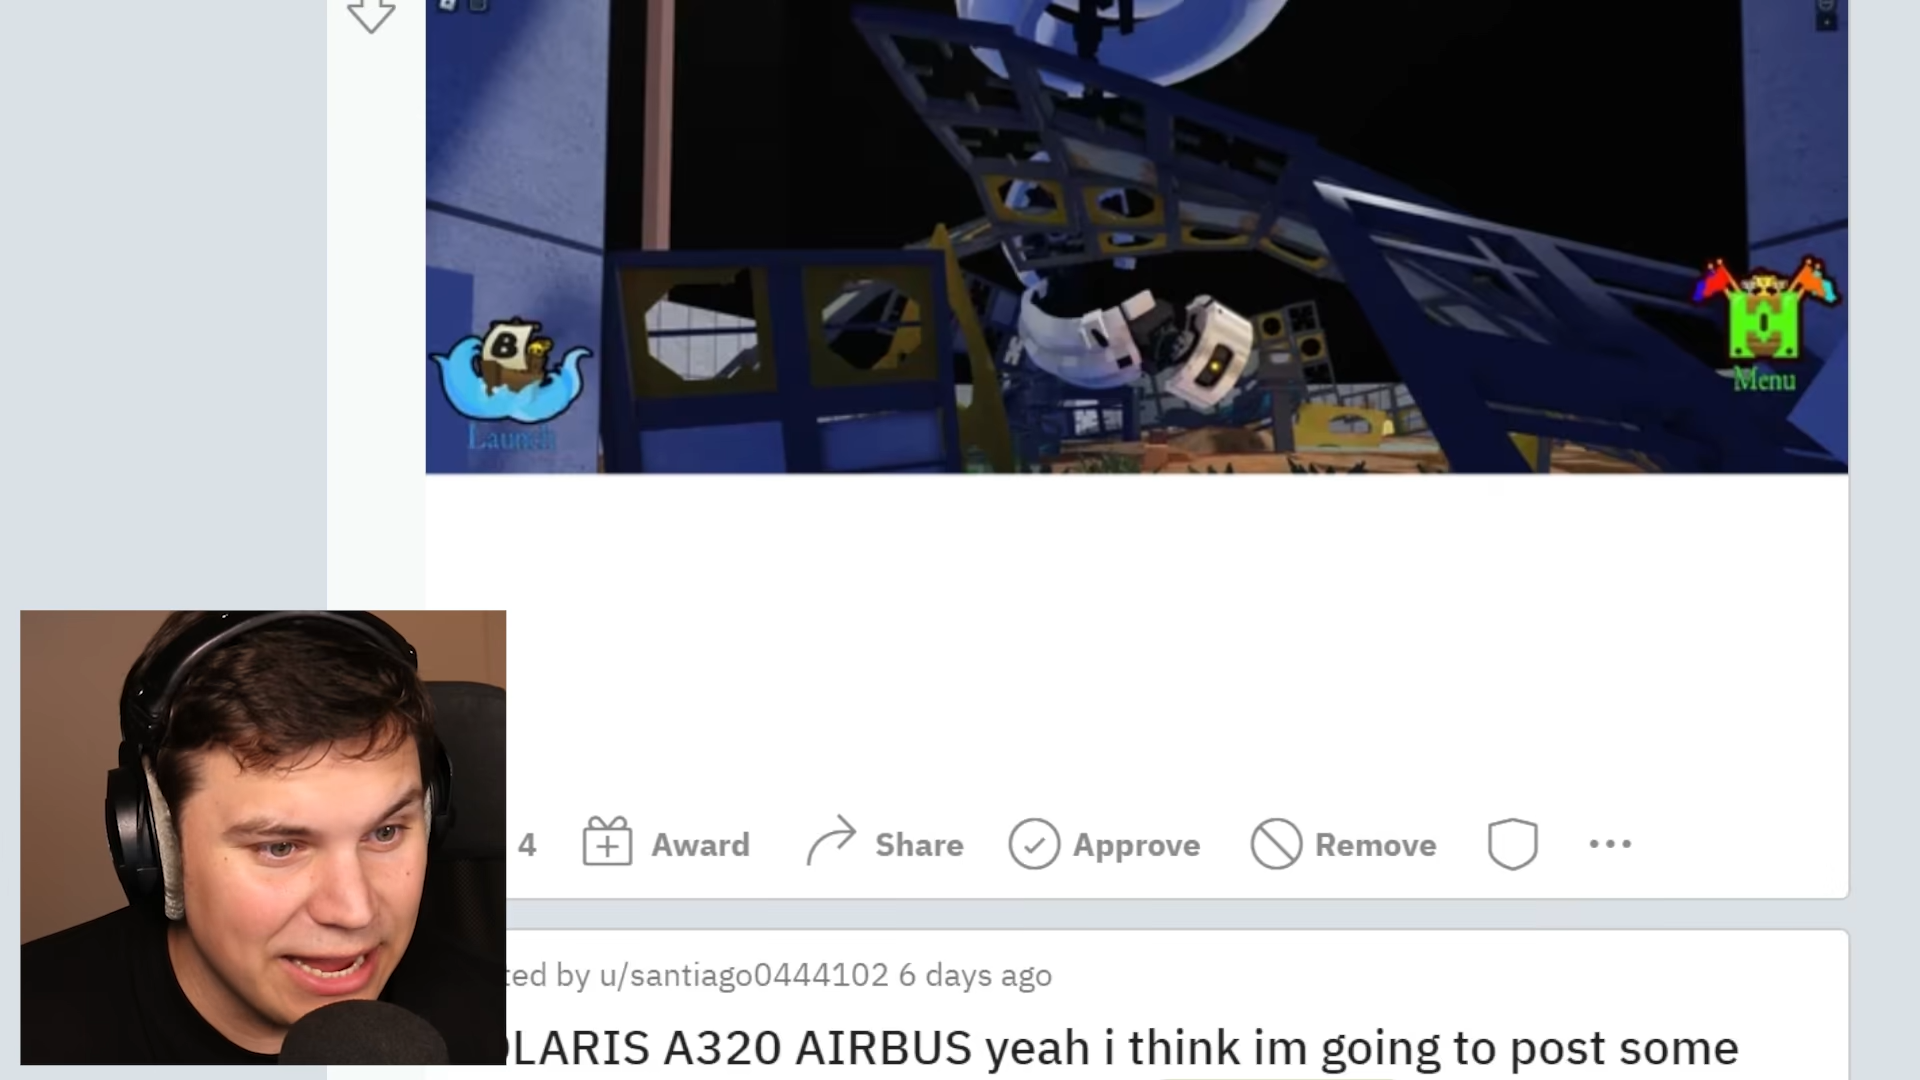 B
Launch
Menu
4 Award Share Approve Remove
ted by u/santiago0444102 6 days ago
OLARIS A320 AIRBUS yeah i think im going to post some